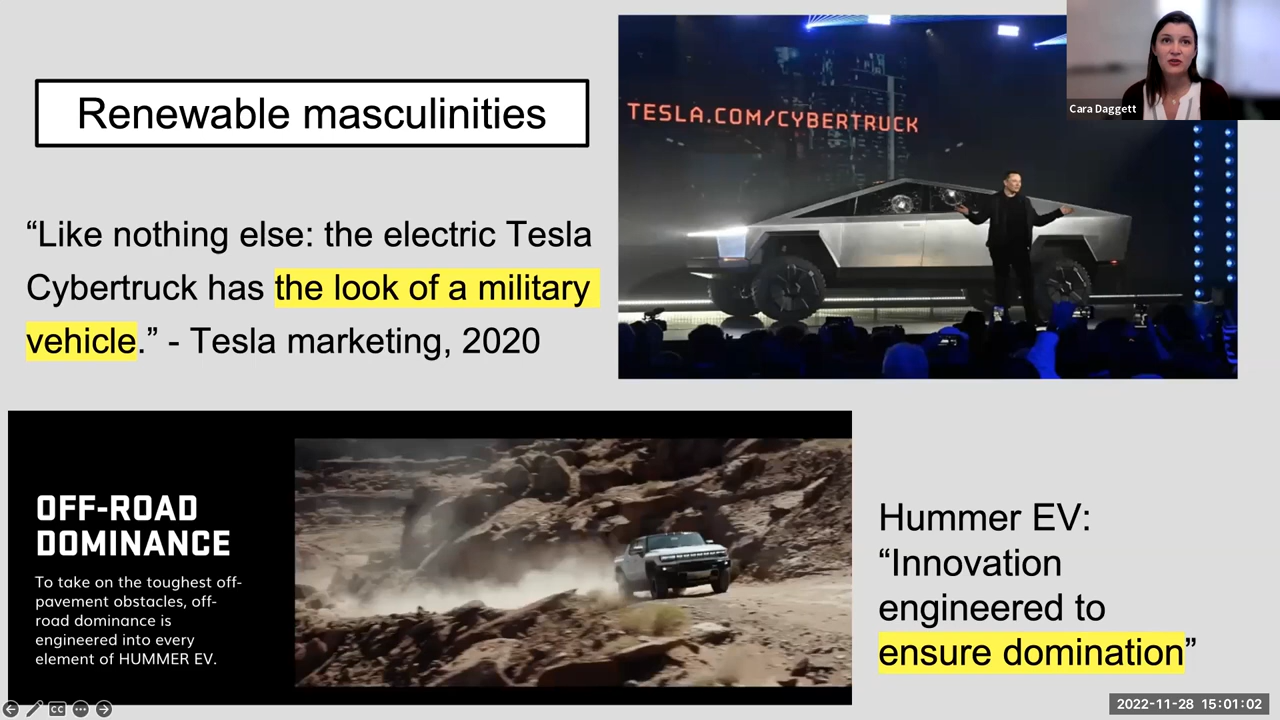 Renewable masculinities
“Like nothing else: the electric Tesla
Cybertruck has the look of a military
vehicle.” - Tesla marketing, 2020
TESLA.COM/CYBERTRUCK
Cara Daggett
OFF-ROAD
DOMINANCE
To take on the toughest off-
pavement obstacles, off-
road dominance is
engineered into every
element of HUMMER EV.
Hummer EV:
“Innovation
engineered to
ensure domination”
CC
2022-11-28 15:01:02